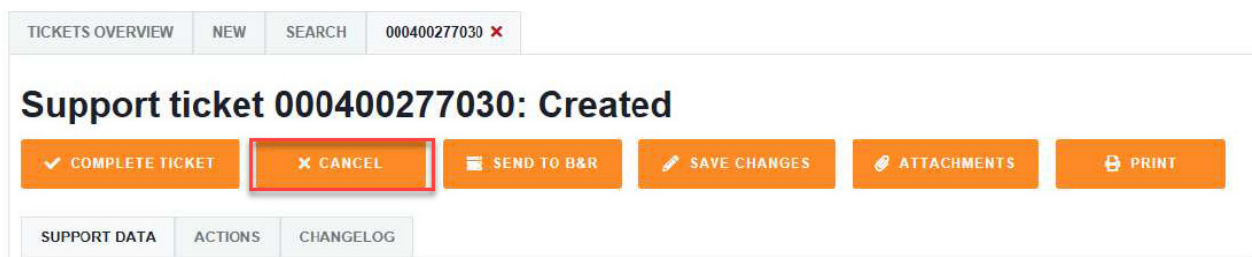 TICKETS OVERVIEW NEW SEARCH 000400277030
Support ticket 000400277030: Created
COMPLETE TICKET CANCEL SEND TO B&R SAVE CHANGES ATTACHMENTS PRINT
SUPPORT DATA ACTIONS CHANGELOG